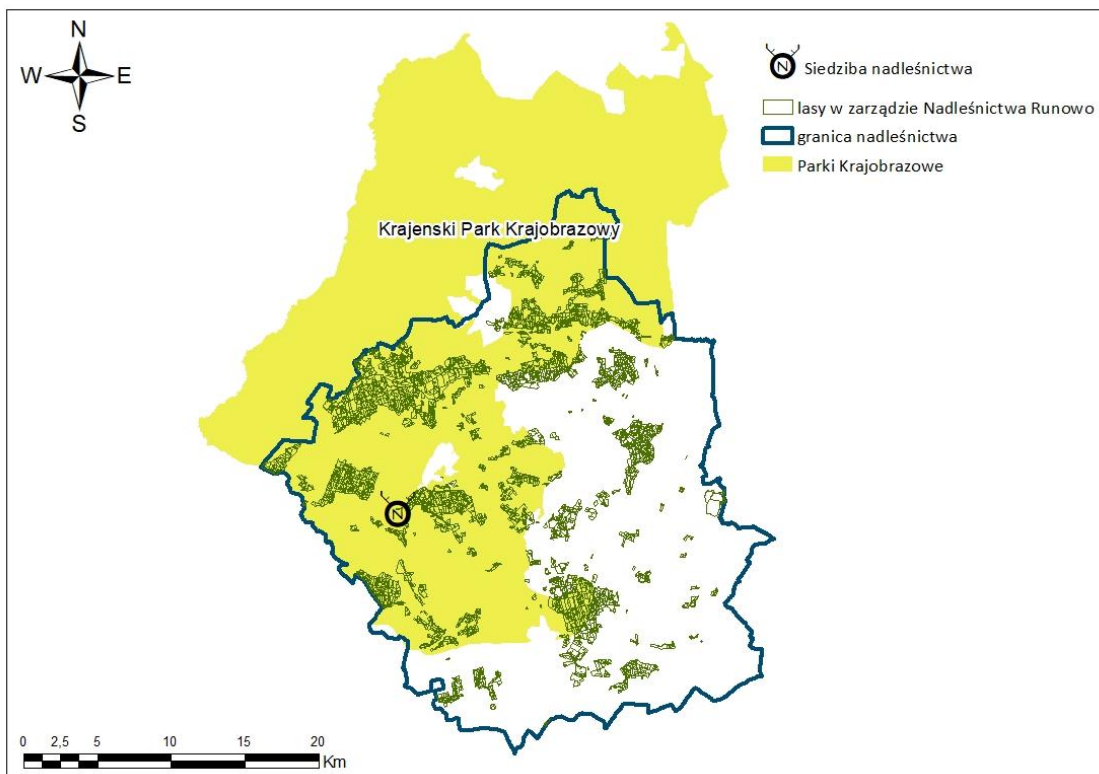 N
W E
S
N Siedziba nadleśnictwa
lasy w zarządzie Nadleśnictwa Runowo
granica nadleśnictwa
Parki Krajobrazowe
Krajenski Park Krajobrazowy
N
0 2,5 5 10 15 20
Km